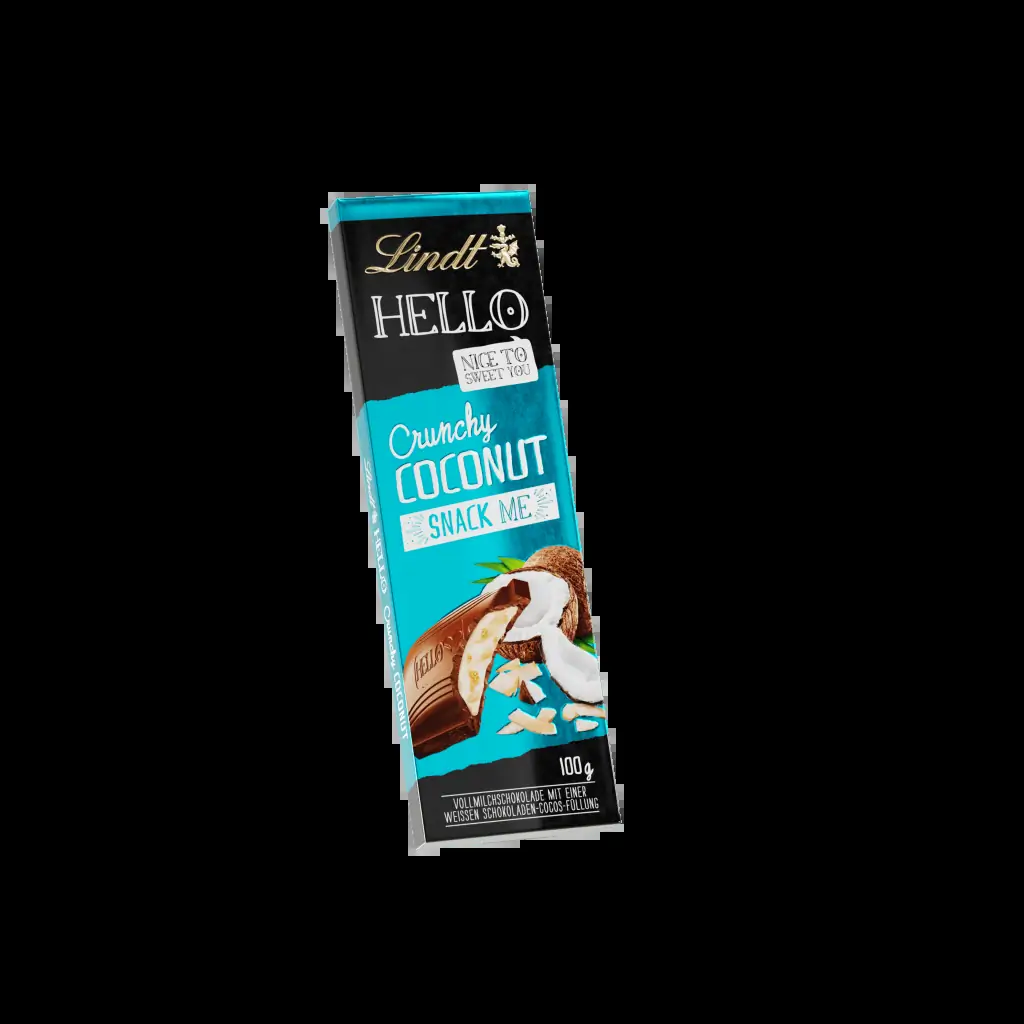 Lindt
HELLO
NICE TO
SWEET YOU
Crunchy
COCONUT
SNACK ME
HELLO
100g
VOLLMILCHSCHOKOLADE MIT EINER
WEISSEN SCHOKOLADEN-COCOS-FÜLLUNG
Lindt HELLO Crunchy COCONUT